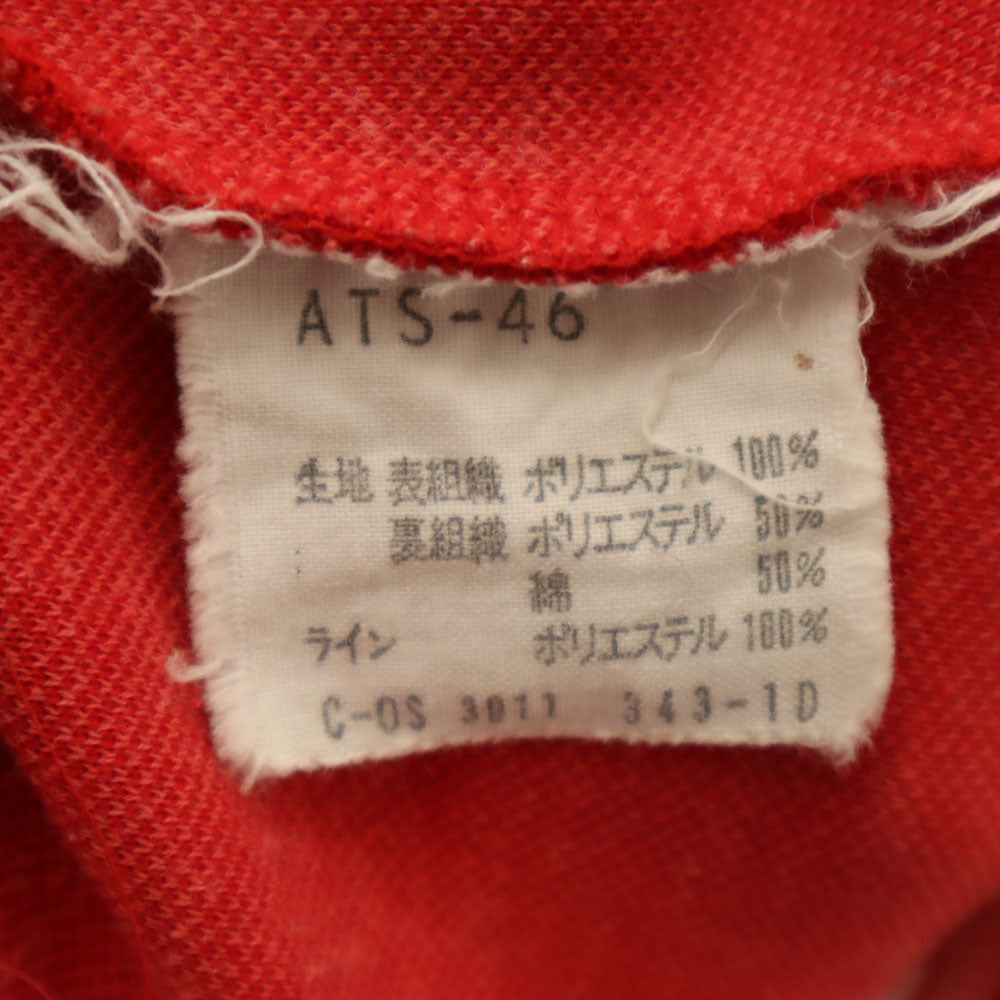 ATS-46
生地 表組織 ポリエステル 100%
裏組織 ポリエステル 50%
綿 50%
ライン ポリエステル 100%
C-OS 3011 343-1D